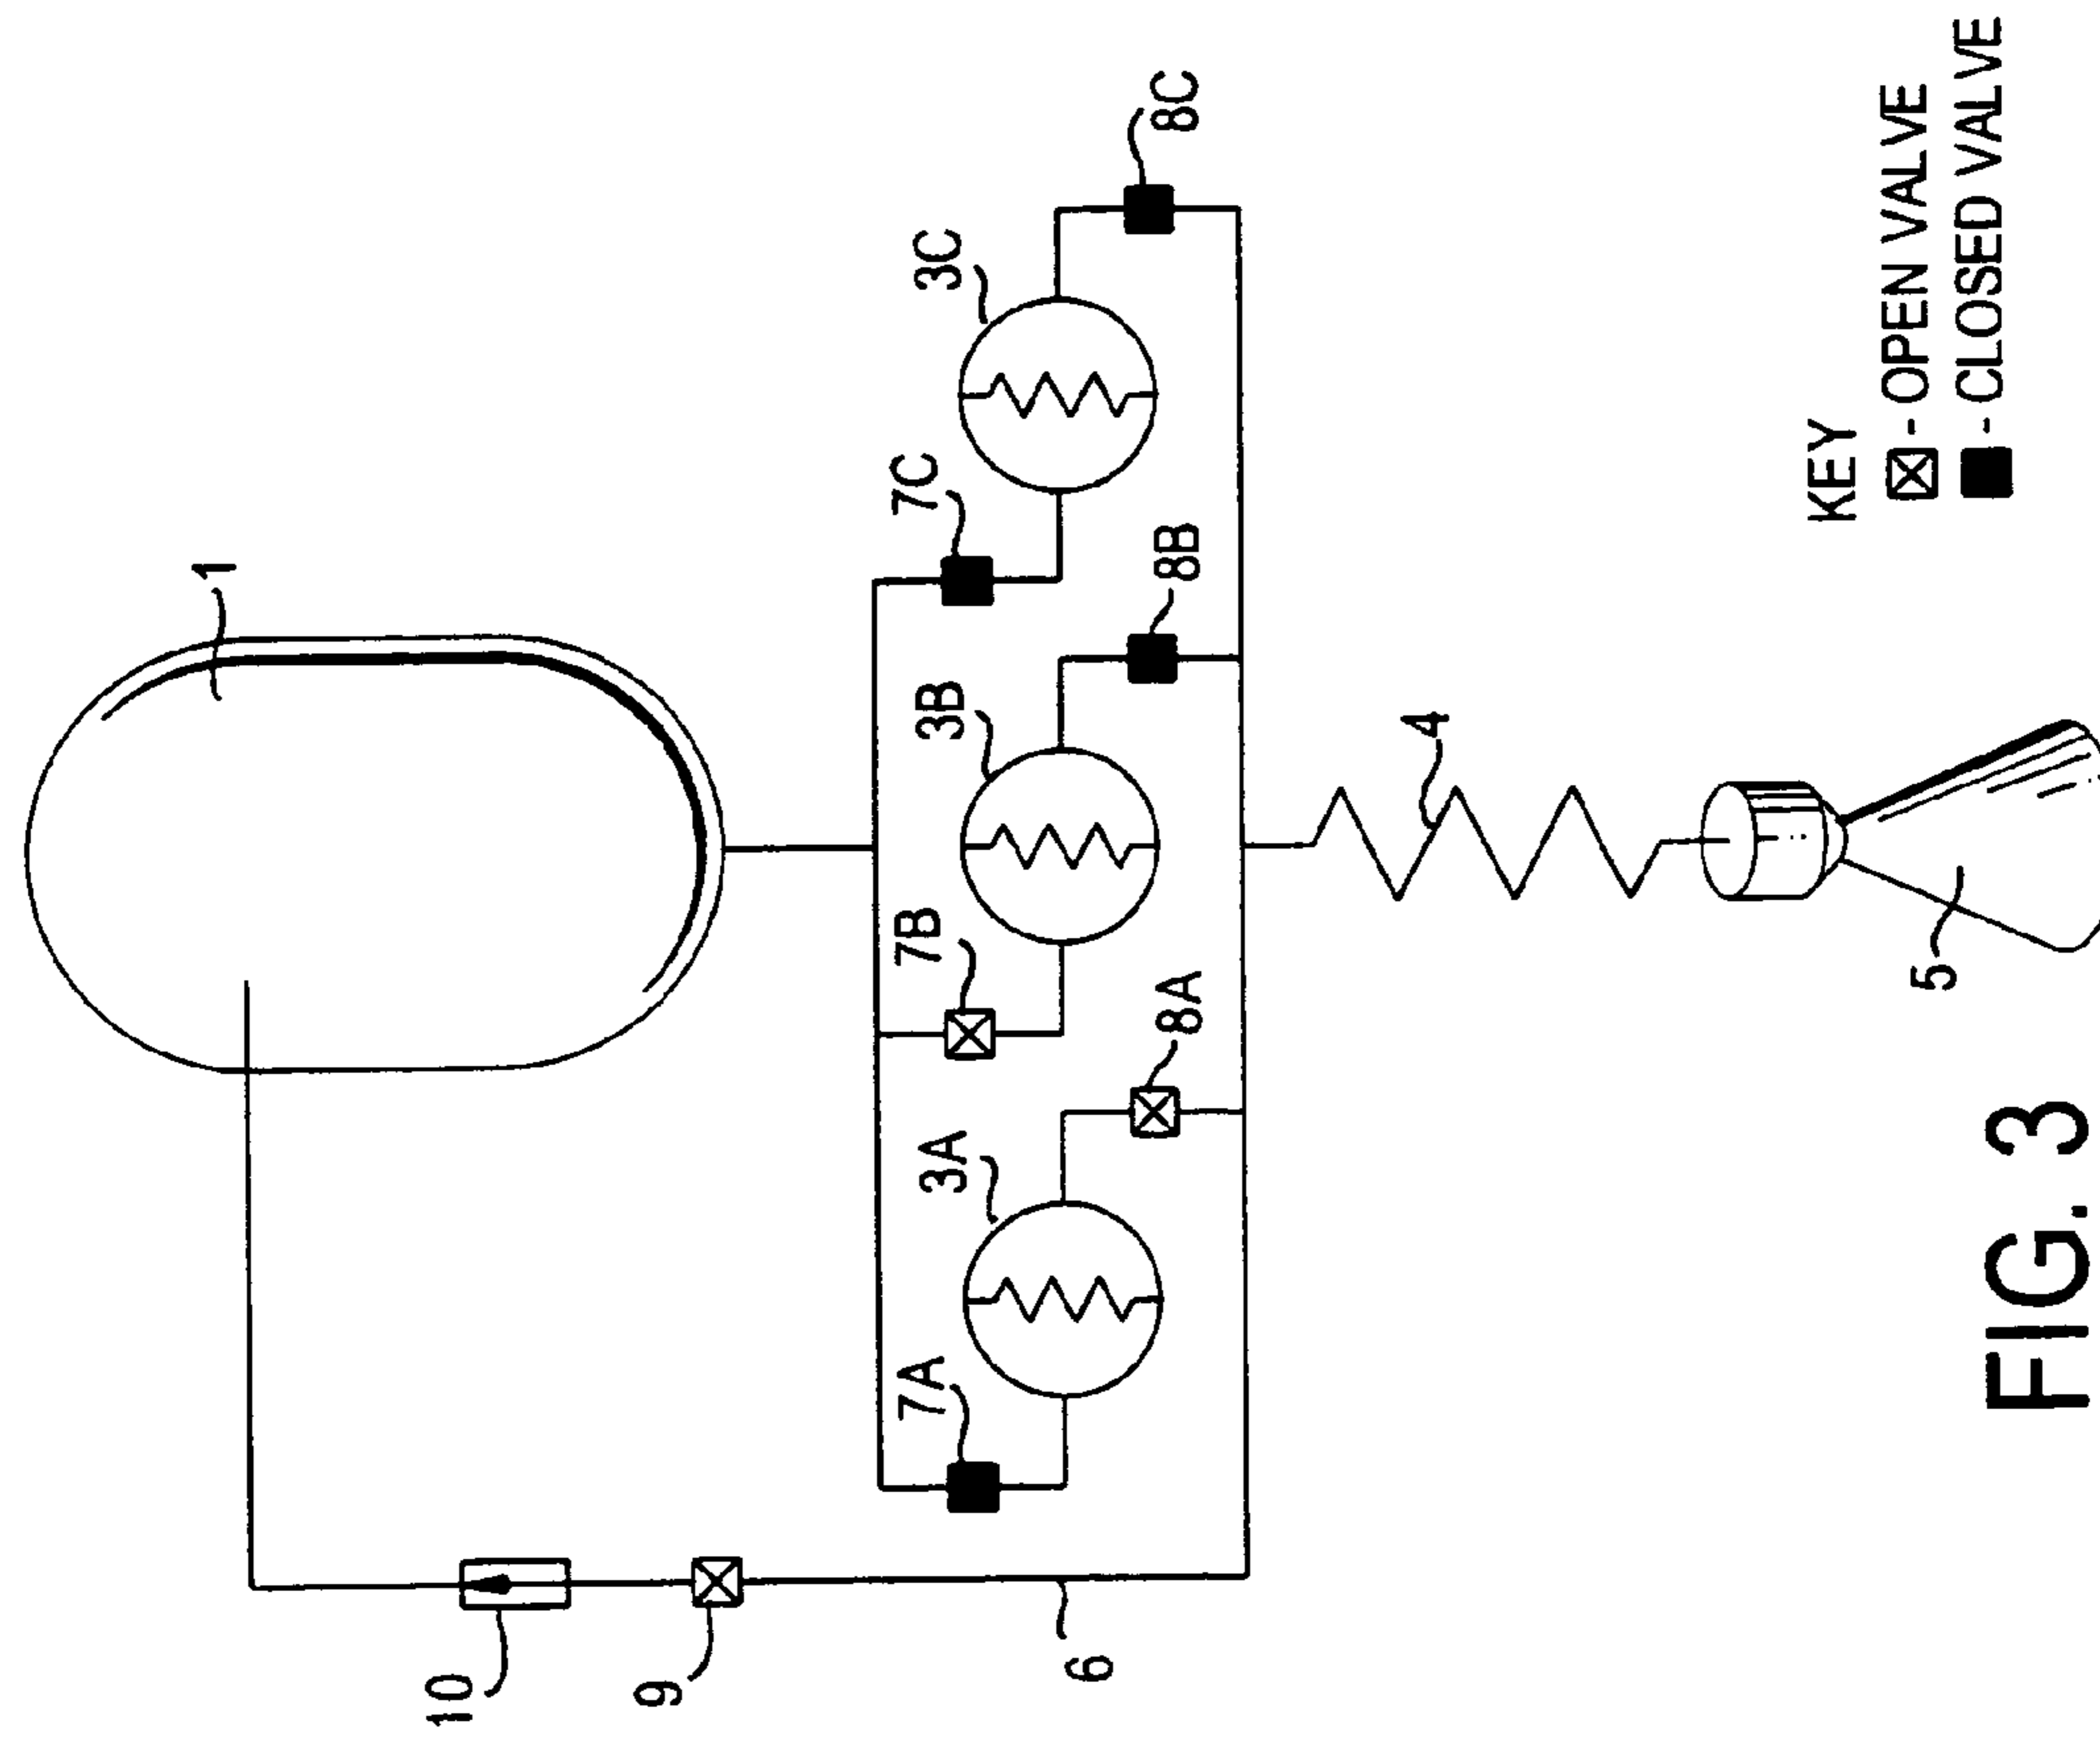 1
10
9
6
7A
3A
8A
7B
3B
8B
7C
3C
8C
4
5
KEY
- OPEN VALVE
- CLOSED VALVE
FIG. 3